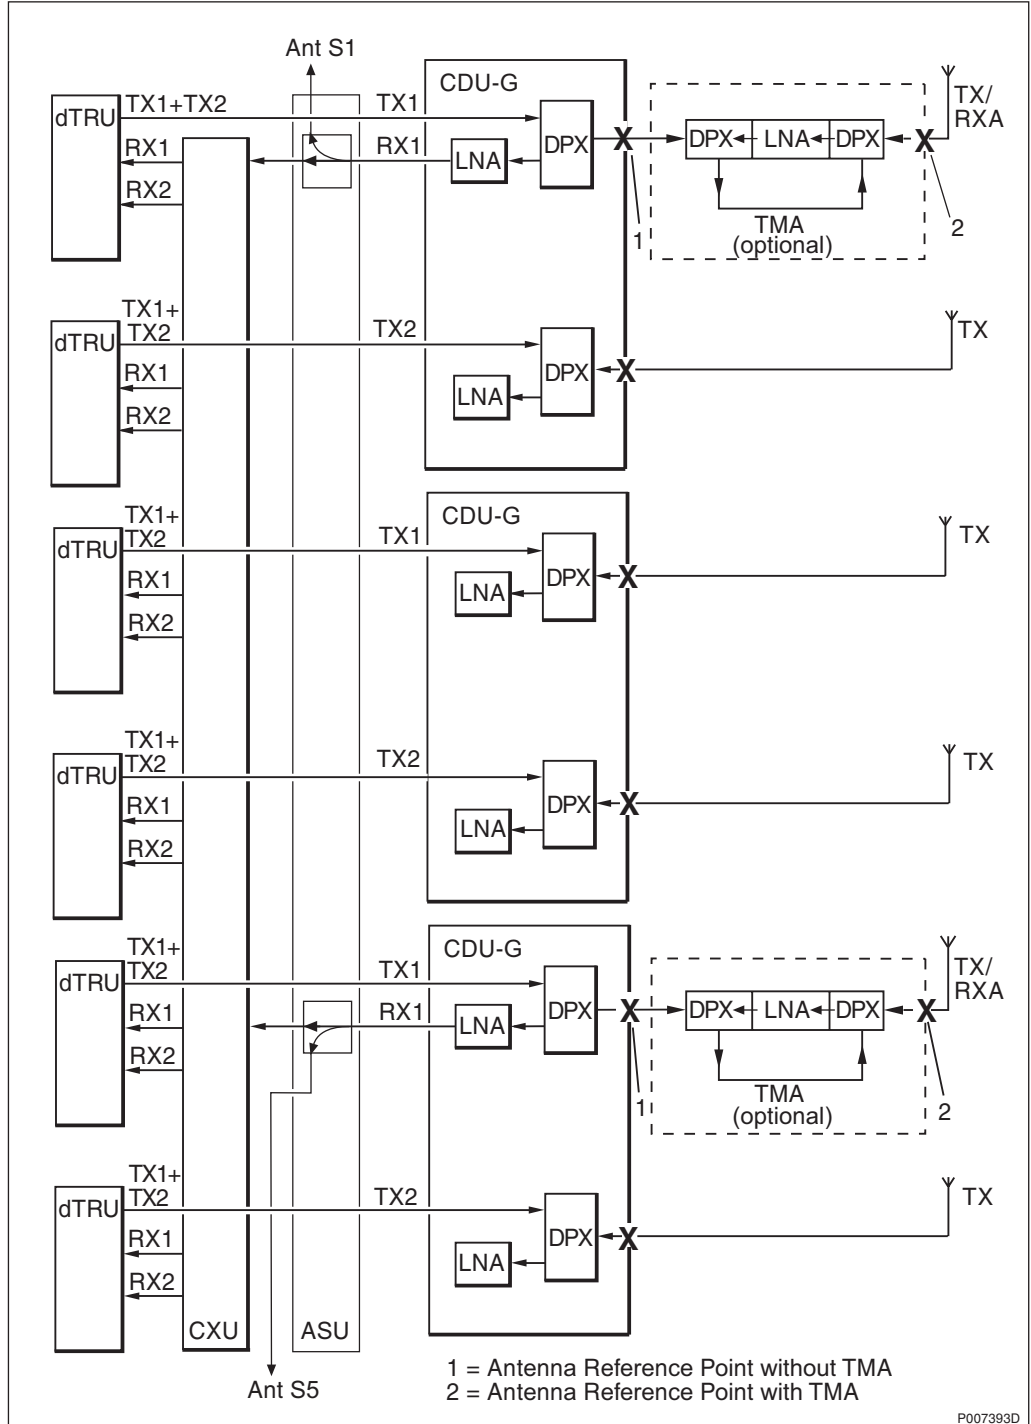 Ant S1
CDU-G
dTRU
TX1+TX2
TX1
TX/
RXA
RX1
RX1
LNA
DPX
X
DPX
LNA
DPX
X
RX2
TMA
(optional)
1
2
TX1+
TX2
dTRU
TX2
TX
RX1
DPX
X
RX2
LNA
CDU-G
TX1+
TX2
dTRU
TX1
TX
RX1
LNA
DPX
X
RX2
TX1+
TX2
dTRU
TX2
TX
RX1
DPX
X
RX2
LNA
CDU-G
TX1+
TX2
dTRU
TX1
TX/
RXA
RX1
RX1
LNA
DPX
X
DPX
LNA
DPX
X
RX2
TMA
(optional)
1
2
TX1+
TX2
dTRU
TX2
TX
RX1
DPX
X
RX2
LNA
CXU
ASU
Ant S5
1 = Antenna Reference Point without TMA
2 = Antenna Reference Point with TMA
P007393D